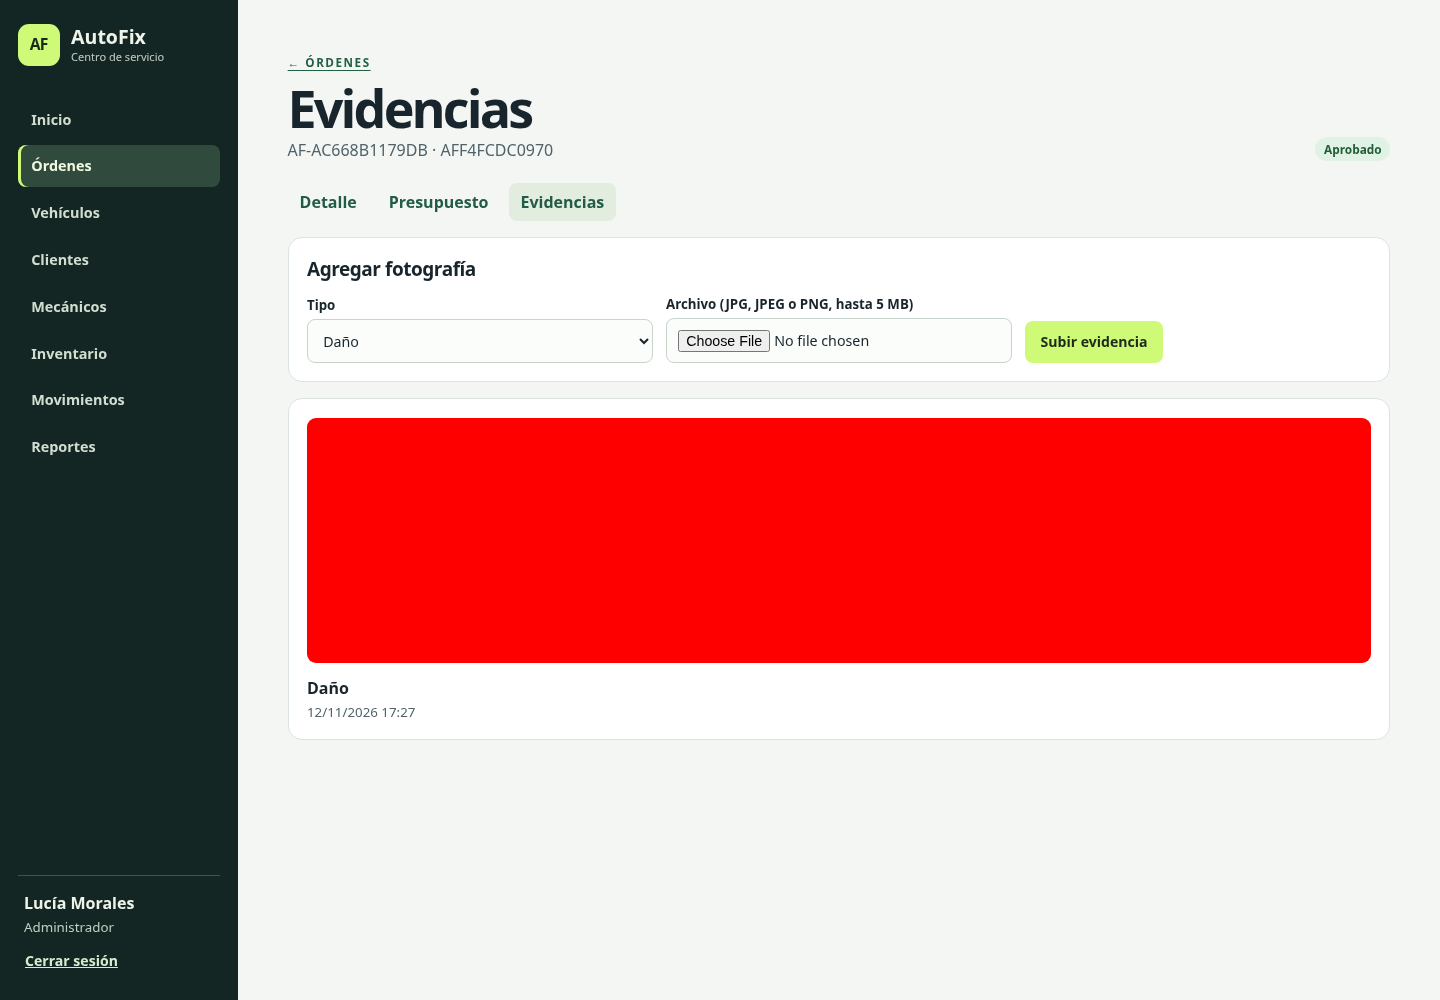 AF
AutoFix
Centro de servicio
Inicio
Órdenes
Vehículos
Clientes
Mecánicos
Inventario
Movimientos
Reportes
Lucía Morales
Administrador
Cerrar sesión
← ÓRDENES
Evidencias
AF-AC668B1179DB · AFF4FCDC0970
Aprobado
Detalle Presupuesto Evidencias
Agregar fotografía
Tipo
Daño
Archivo (JPG, JPEG o PNG, hasta 5 MB)
Choose File No file chosen
Subir evidencia
Daño
12/11/2026 17:27